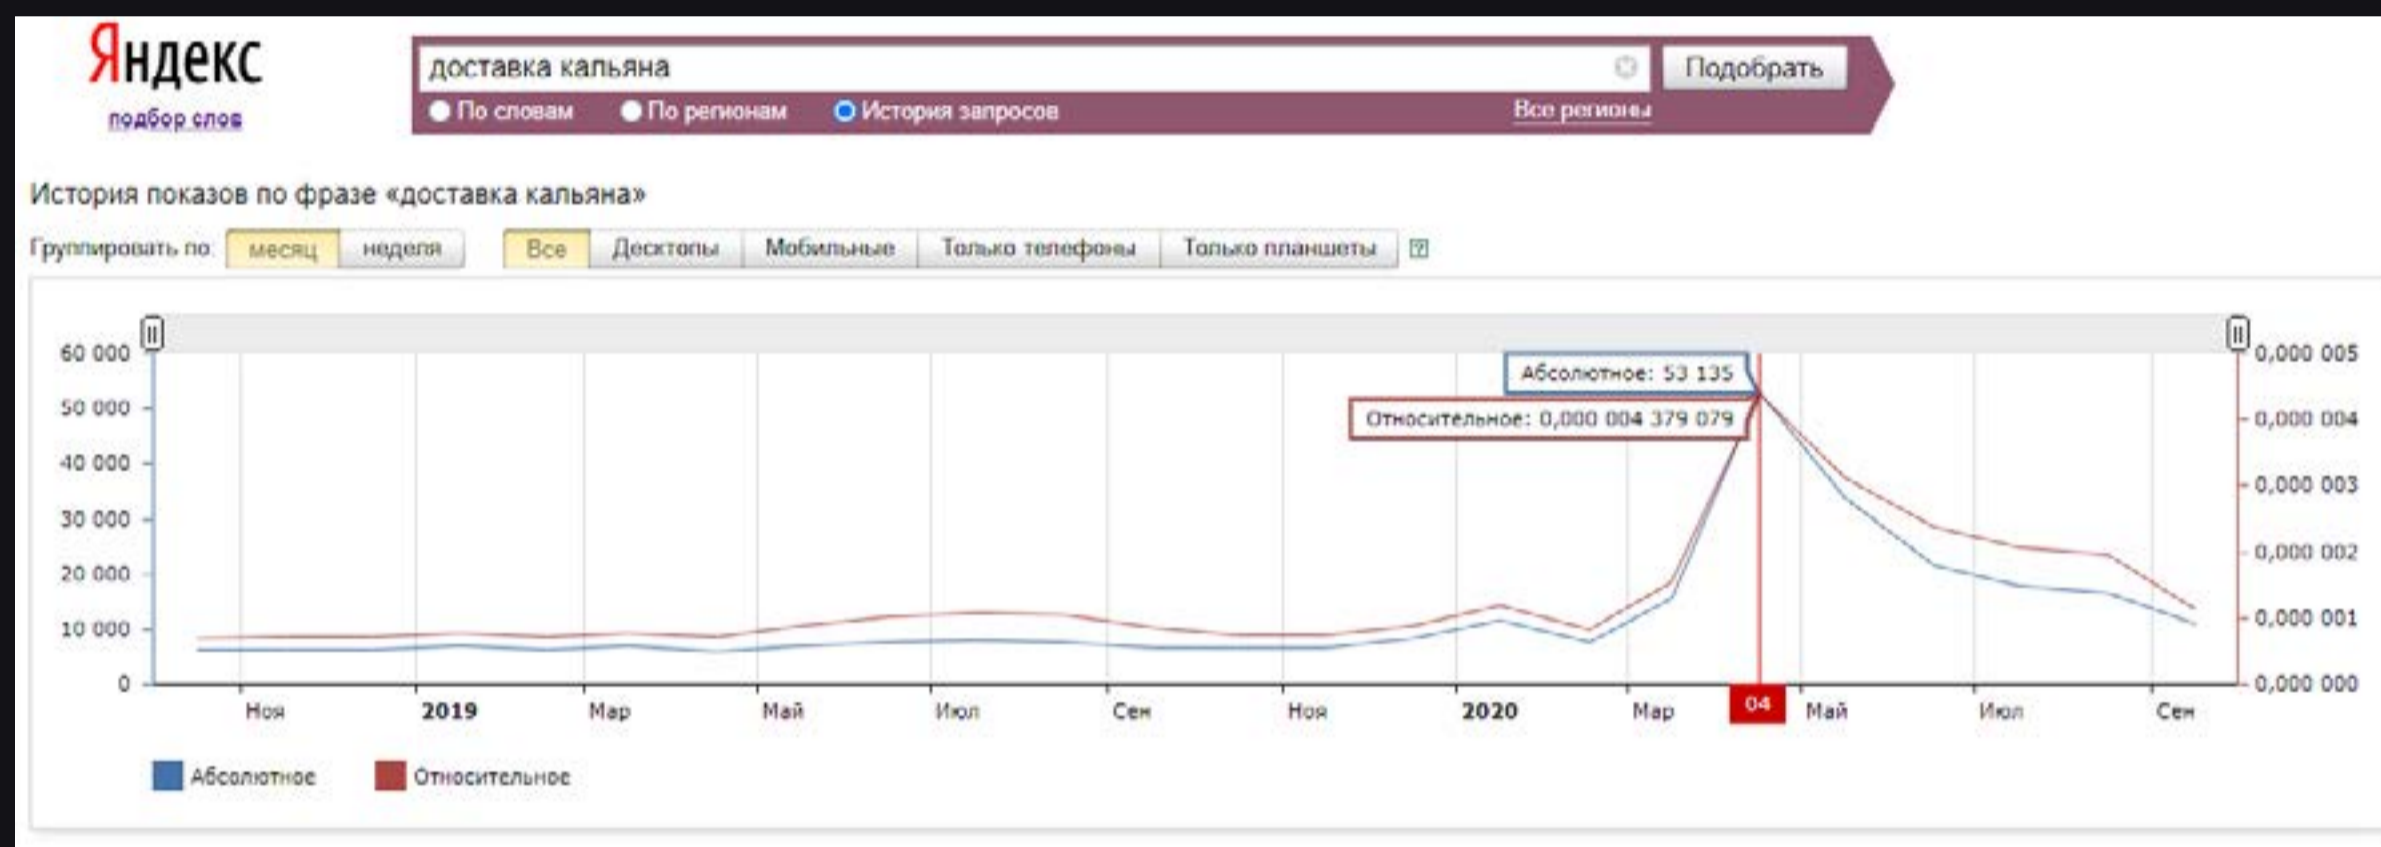 Яндекс
подбор слов
доставка кальяна
Подобрать
По словам По регионам История запросов Все регионы
История показов по фразе «доставка кальяна»
Группировать по: месяц неделя Все Десктопы Мобильные Только телефоны Только планшеты ?
60 000 0,000 005
Абсолютное: 53 135
50 000 0,000 004
Относительное: 0,000 004 379 079
40 000
0,000 003
30 000
20 000 0,000 002
10 000 0,000 001
0 0,000 000
Ноя 2019 Мар Май Июл Сен Ноя 2020 Мар 04 Май Июл Сен
Абсолютное Относительное